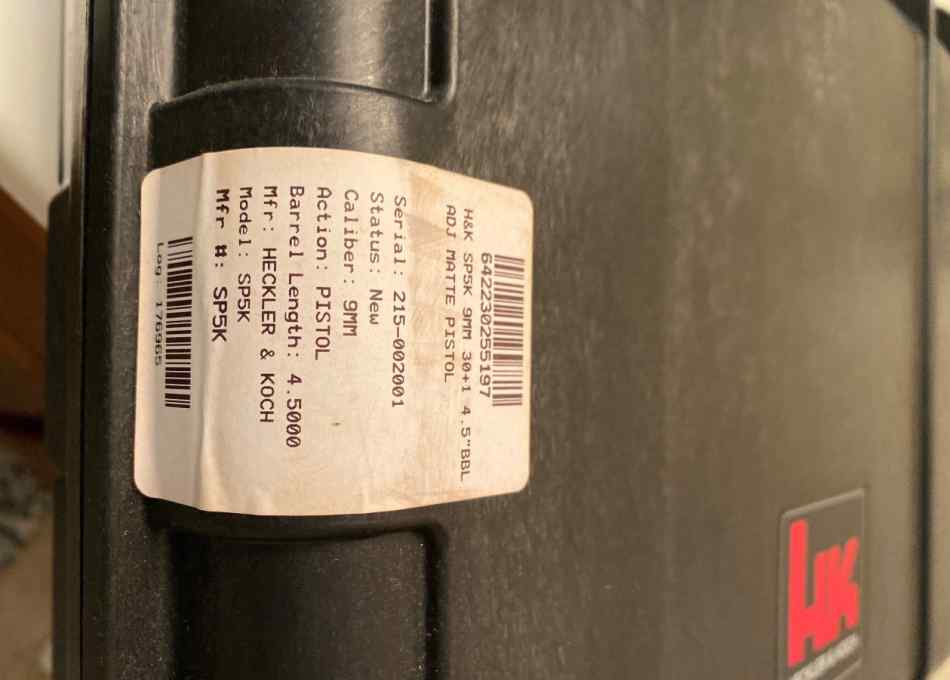 642230255197
H&K SP5K 9MM 30+1 4.5"BBL
ADJ MATTE PISTOL
Serial: 215-002001
Status: New
Caliber: 9MM
Action: PISTOL
Barrel Length: 4.5000
Mfr: HECKLER & KOCH
Model: SP5K
Mfr #: SP5K
Log: 176965
HK